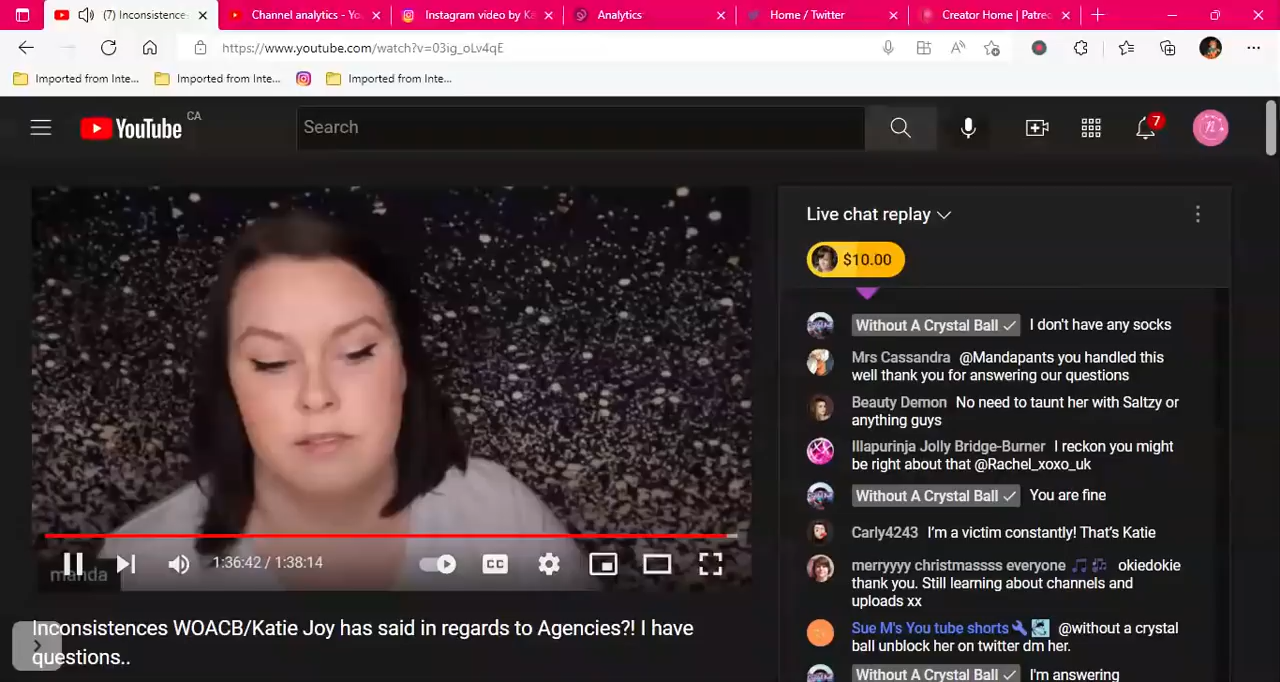 (7) Inconsistence
Channel analytics - Yo
Instagram video by Ka
Analytics
Home / Twitter
Creator Home | Patrec
https://www.youtube.com/watch?v=03ig_oLv4qE
Imported from Inte...
Imported from Inte...
Imported from Inte...
YouTube CA
Search
7
Live chat replay
$10.00
Without A Crystal Ball I don't have any socks
Mrs Cassandra @Mandapants you handled this
well thank you for answering our questions
Beauty Demon No need to taunt her with Saltzy or
anything guys
Illapurinja Jolly Bridge-Burner I reckon you might
be right about that @Rachel_xoxo_uk
Without A Crystal Ball You are fine
Carly4243 I'm a victim constantly! That's Katie
merryyyy christmassss everyone okiedokie
thank you. Still learning about channels and
uploads xx
Sue M's You tube shorts @without a crystal
ball unblock her on twitter dm her.
Without A Crystal Ball I'm answering
1:36:42 / 1:38:14
CC
manda
Inconsistences WOACB/Katie Joy has said in regards to Agencies?! I have
questions..